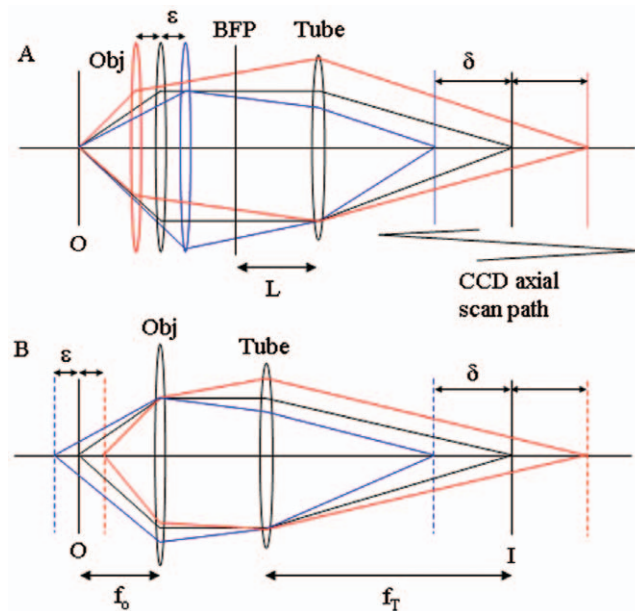 A
Obj
ε
BFP
Tube
δ
O
L
CCD axial
scan path
B
ε
Obj
Tube
δ
O
I
fo
fT